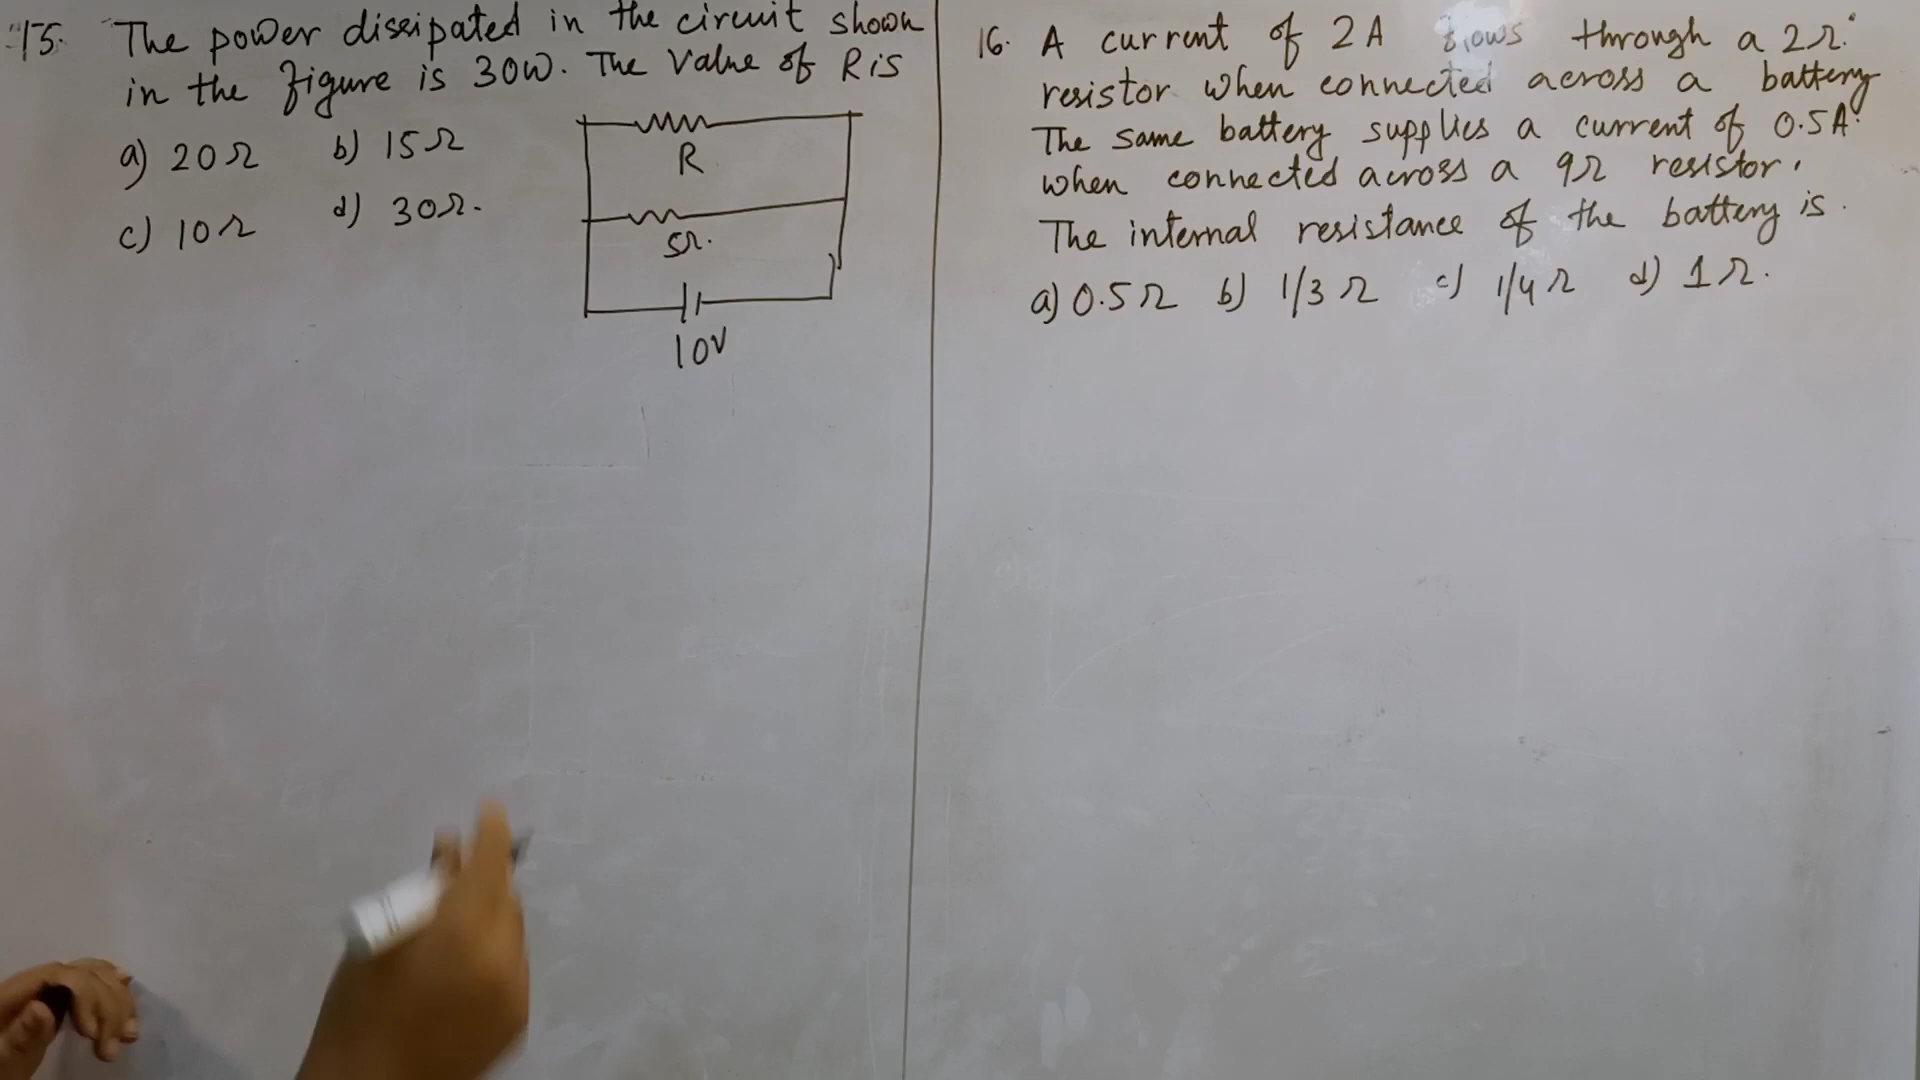 15. The power dissipated in the circuit shown
in the figure is 30W. The value of R is
a) 20Ω b) 15Ω
c) 10Ω d) 30Ω.
R
5Ω.
10V
16. A current of 2A flows through a 2Ω.
resistor when connected across a battery
The same battery supplies a current of 0.5A.
when connected across a 9Ω resistor.
The internal resistance of the battery is.
a) 0.5Ω b) 1/3Ω c) 1/4Ω d) 1Ω.